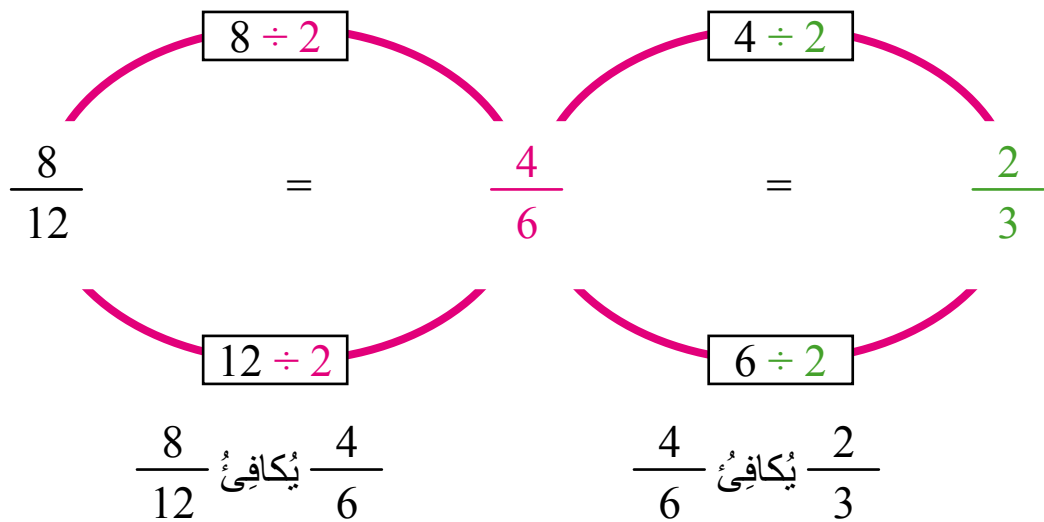 8 ÷ 2 4 ÷ 2
8/12 = 4/6 = 2/3
12 ÷ 2 6 ÷ 2
4/6 يُكافِئُ 8/12
2/3 يُكافِئُ 4/6